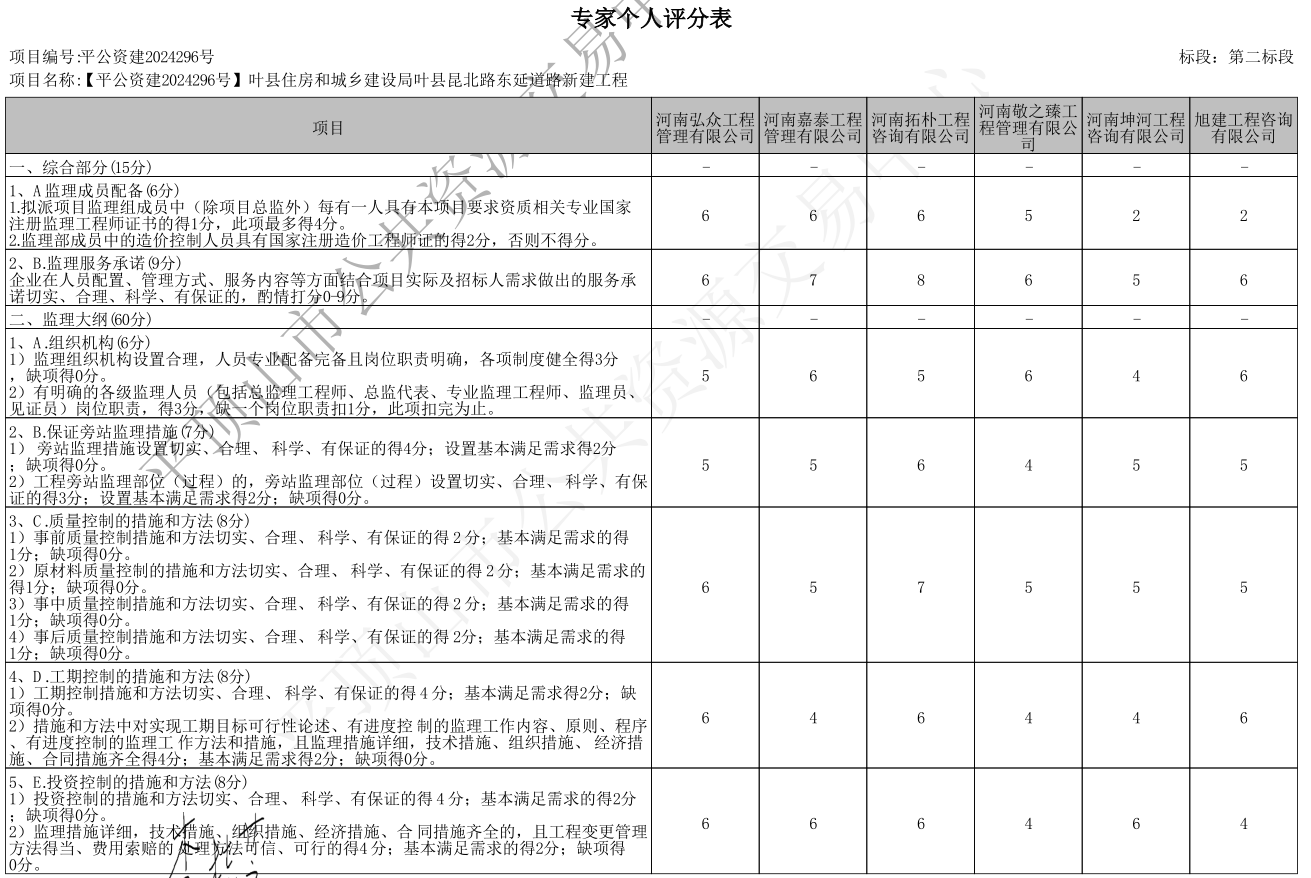 专家个人评分表
项目编号:平公资建2024296号
标段：第二标段
项目名称:【平公资建2024296号】叶县住房和城乡建设局叶县昆北路东延道路新建工程
项目
河南弘众工程
管理有限公司
河南嘉泰工程
管理有限公司
河南拓朴工程
咨询有限公司
河南敬之臻工
程管理有限公
司
河南坤河工程
咨询有限公司
旭建工程咨询
有限公司
一、综合部分(15分) – – – – – –
1、A监理成员配备(6分)
1.拟派项目监理组成员中（除项目总监外）每有一人具有本项目要求资质相关专业国家
注册监理工程师证书的得1分，此项最多得4分。
2.监理部成员中的造价控制人员具有国家注册造价工程师证的得2分，否则不得分。
6 6 6 5 2 2
2、B.监理服务承诺(9分)
企业在人员配置、管理方式、服务内容等方面结合项目实际及招标人需求做出的服务承
诺切实、合理、科学、有保证的，酌情打分0-9分。
6 7 8 6 5 6
二、监理大纲(60分) – – – – – –
1、A.组织机构(6分)
1）监理组织机构设置合理，人员专业配备完备且岗位职责明确，各项制度健全得3分
，缺项得0分。
2）有明确的各级监理人员（包括总监理工程师、总监代表、专业监理工程师、监理员、
见证员）岗位职责，得3分，缺一个岗位职责扣1分，此项扣完为止。
5 6 5 6 4 6
2、B.保证旁站监理措施(7分)
1） 旁站监理措施设置切实、合理、 科学、有保证的得4分；设置基本满足需求得2分
；缺项得0分。
2）工程旁站监理部位（过程）的，旁站监理部位（过程）设置切实、合理、 科学、有保
证的得3分；设置基本满足需求得2分；缺项得0分。
5 5 6 4 5 5
3、C.质量控制的措施和方法(8分)
1）事前质量控制措施和方法切实、合理、 科学、有保证的得 2 分；基本满足需求的得
1分；缺项得0分。
2）原材料质量控制的措施和方法切实、合理、 科学、有保证的得 2 分；基本满足需求的
得1分；缺项得0分。
3）事中质量控制措施和方法切实、合理、 科学、有保证的得 2 分；基本满足需求的得
1分；缺项得0分。
4）事后质量控制措施和方法切实、合理、 科学、有保证的得 2分；基本满足需求的得
1分；缺项得0分。
6 5 7 5 5 5
4、D.工期控制的措施和方法(8分)
1）工期控制措施和方法切实、合理、 科学、有保证的得 4 分；基本满足需求得2分；缺
项得0分。
2）措施和方法中对实现工期目标可行性论述、有进度控 制的监理工作内容、原则、程序
、有进度控制的监理工 作方法和措施，且监理措施详细，技术措施、组织措施、 经济措
施、合同措施齐全得4分；基本满足需求得2分；缺项得0分。
6 4 6 4 4 6
5、E.投资控制的措施和方法(8分)
1）投资控制的措施和方法切实、合理、 科学、有保证的得 4 分；基本满足需求的得2分
；缺项得0分。
2）监理措施详细，技术措施、组织措施、经济措施、合 同措施齐全的，且工程变更管理
方法得当、费用索赔的 处理方法可信、可行的得4 分；基本满足需求的得2分；缺项得
0分。
6 6 6 4 6 4
平顶山市公共资源交易中
平顶山市公共资源交易中心